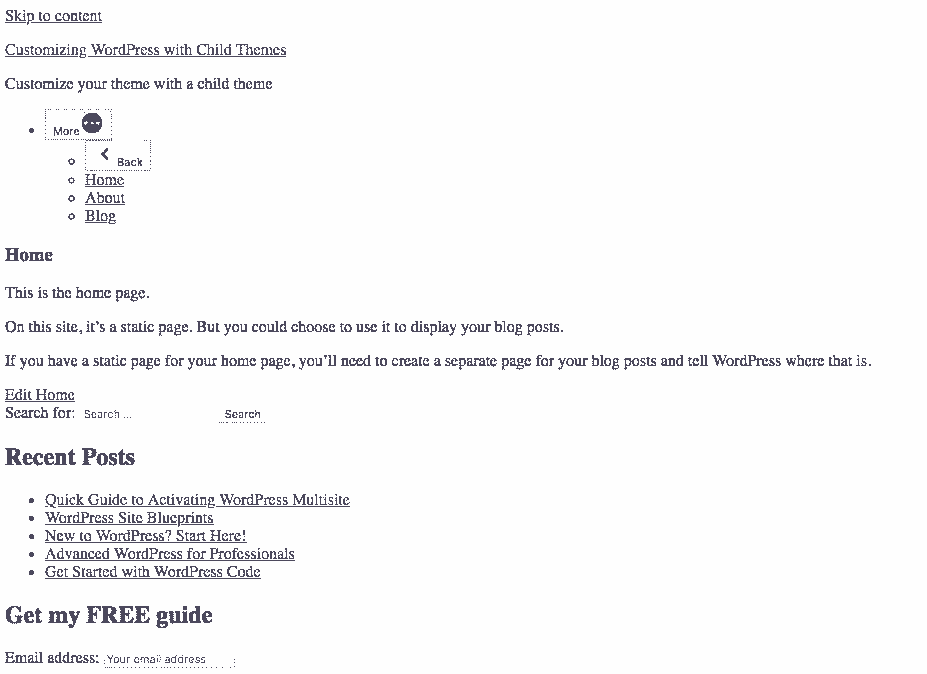 Skip to content
Customizing WordPress with Child Themes
Customize your theme with a child theme
More
Back
Home
About
Blog
Home
This is the home page.
On this site, it’s a static page. But you could choose to use it to display your blog posts.
If you have a static page for your home page, you’ll need to create a separate page for your blog posts and tell WordPress where that is.
Edit Home
Search for: Search ... Search
Recent Posts
Quick Guide to Activating WordPress Multisite
WordPress Site Blueprints
New to WordPress? Start Here!
Advanced WordPress for Professionals
Get Started with WordPress Code
Get my FREE guide
Email address: Your email address